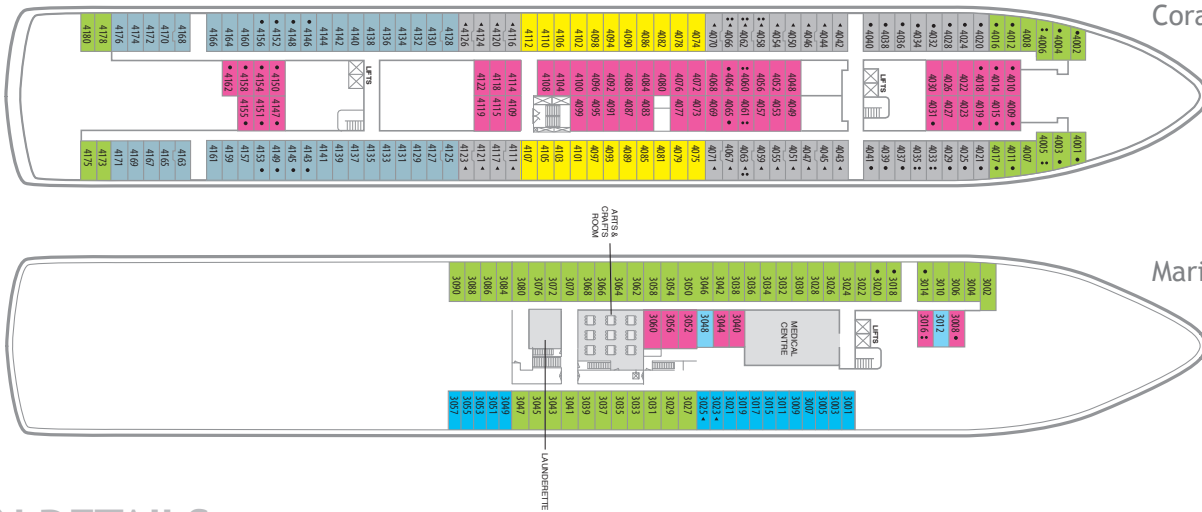 Cora
4180 4178 4176 4174 4172 4170 4168 4166 4164 4160 4156 4152 4148 4146 4144 4142 4140 4138 4136 4134 4132 4130 4128 4126 4124 4120 4116 4112 4110 4106 4102 4098 4094 4090 4086 4082 4078 4074 4070 4066 4062 4058 4054 4050 4046 4044 4042 4040 4038 4036 4034 4032 4028 4024 4020 4016 4012 4008 4006 4004 4002
4162 4158 4154 4150 LIFTS 4122 4118 4114 4108 4104 4100 4096 4092 4088 4084 4080 4076 4072 4068 4064 4060 4056 4052 4048 LIFTS 4030 4026 4022 4018 4014 4010
4155 4151 4147 4119 4115 4109 4099 4095 4091 4087 4083 4077 4073 4069 4065 4061 4057 4053 4049 4031 4027 4023 4019 4015 4009
4175 4173 4171 4169 4167 4165 4163 4161 4159 4157 4153 4149 4145 4143 4141 4139 4137 4135 4133 4131 4129 4127 4125 4123 4121 4117 4111 4107 4105 4103 4101 4097 4093 4089 4085 4081 4079 4075 4071 4067 4063 4059 4055 4051 4047 4045 4043 4041 4039 4037 4035 4033 4029 4025 4021 4017 4011 4007 4005 4003 4001
ARTS &
CRAFTS
ROOM
Mari
3090 3088 3086 3084 3080 3076 3072 3070 3068 3066 3064 3062 3058 3054 3050 3046 3042 3038 3036 3034 3032 3030 3028 3026 3024 3022 3020 3018 3014 3010 3006 3004 3002
3060 3056 3052 3048 3044 3040 MEDICAL
CENTRE LIFTS 3016 3012 3008
3057 3055 3053 3051 3049 3047 3045 3043 3041 3039 3037 3035 3033 3031 3029 3027 3025 3023 3021 3019 3017 3015 3011 3009 3007 3005 3003 3001
LAUNDERETTE